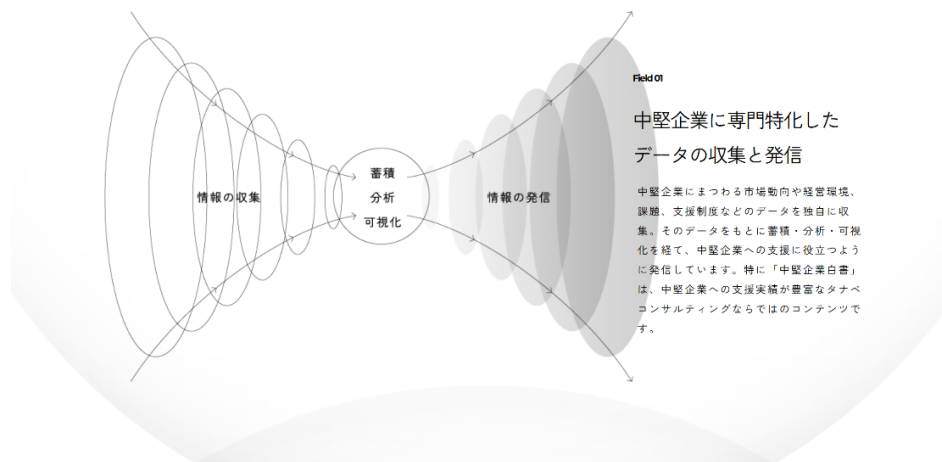 情報の収集
蓄積
分析
可視化
情報の発信
Field 01
中堅企業に専門特化した
データの収集と発信
中堅企業にまつわる市場動向や経営環境、
課題、支援制度などのデータを独自に収
集。そのデータをもとに蓄積・分析・可視
化を経て、中堅企業への支援に役立つよう
に発信しています。特に「中堅企業白書」
は、中堅企業への支援実績が豊富なタナベ
コンサルティングならではのコンテンツで
す。